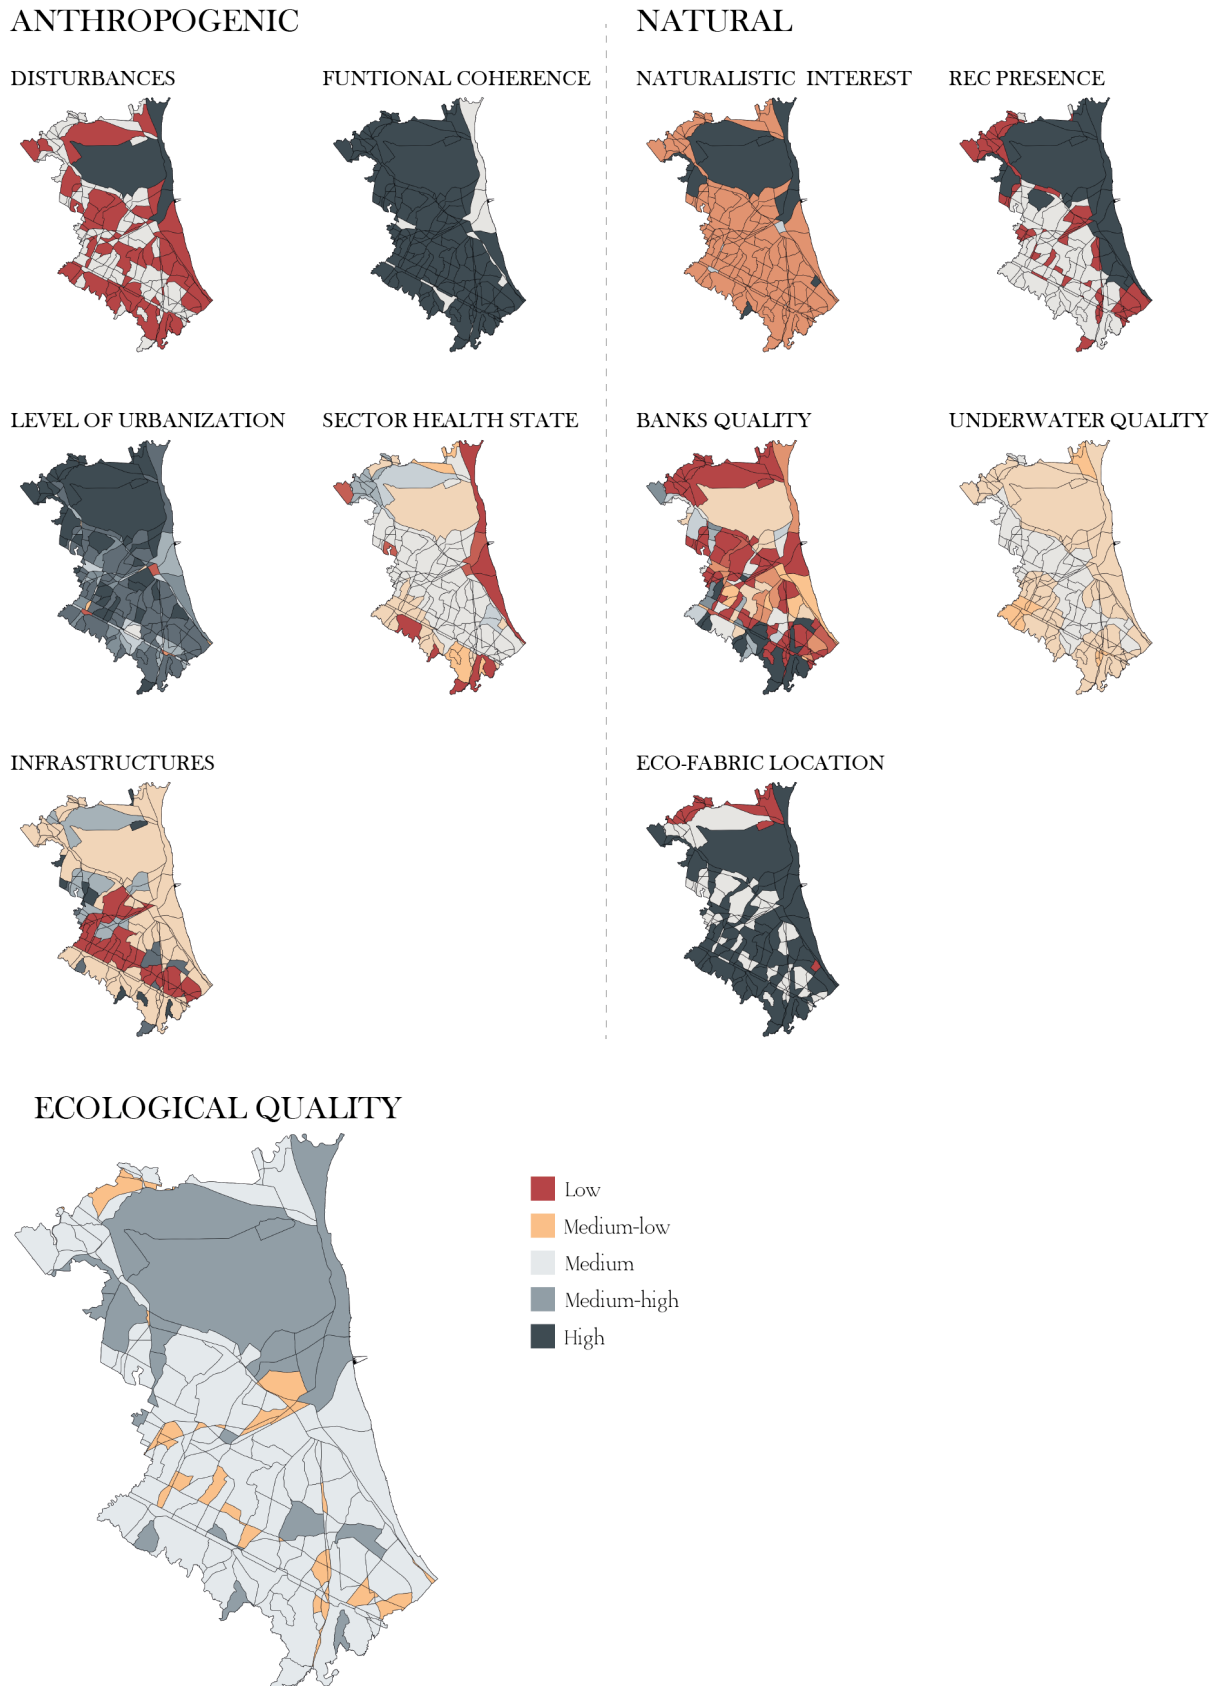 ANTHROPOGENIC
NATURAL
DISTURBANCES
FUNTIONAL COHERENCE
NATURALISTIC INTEREST
REC PRESENCE
LEVEL OF URBANIZATION
SECTOR HEALTH STATE
BANKS QUALITY
UNDERWATER QUALITY
INFRASTRUCTURES
ECO-FABRIC LOCATION
ECOLOGICAL QUALITY
Low
Medium-low
Medium
Medium-high
High